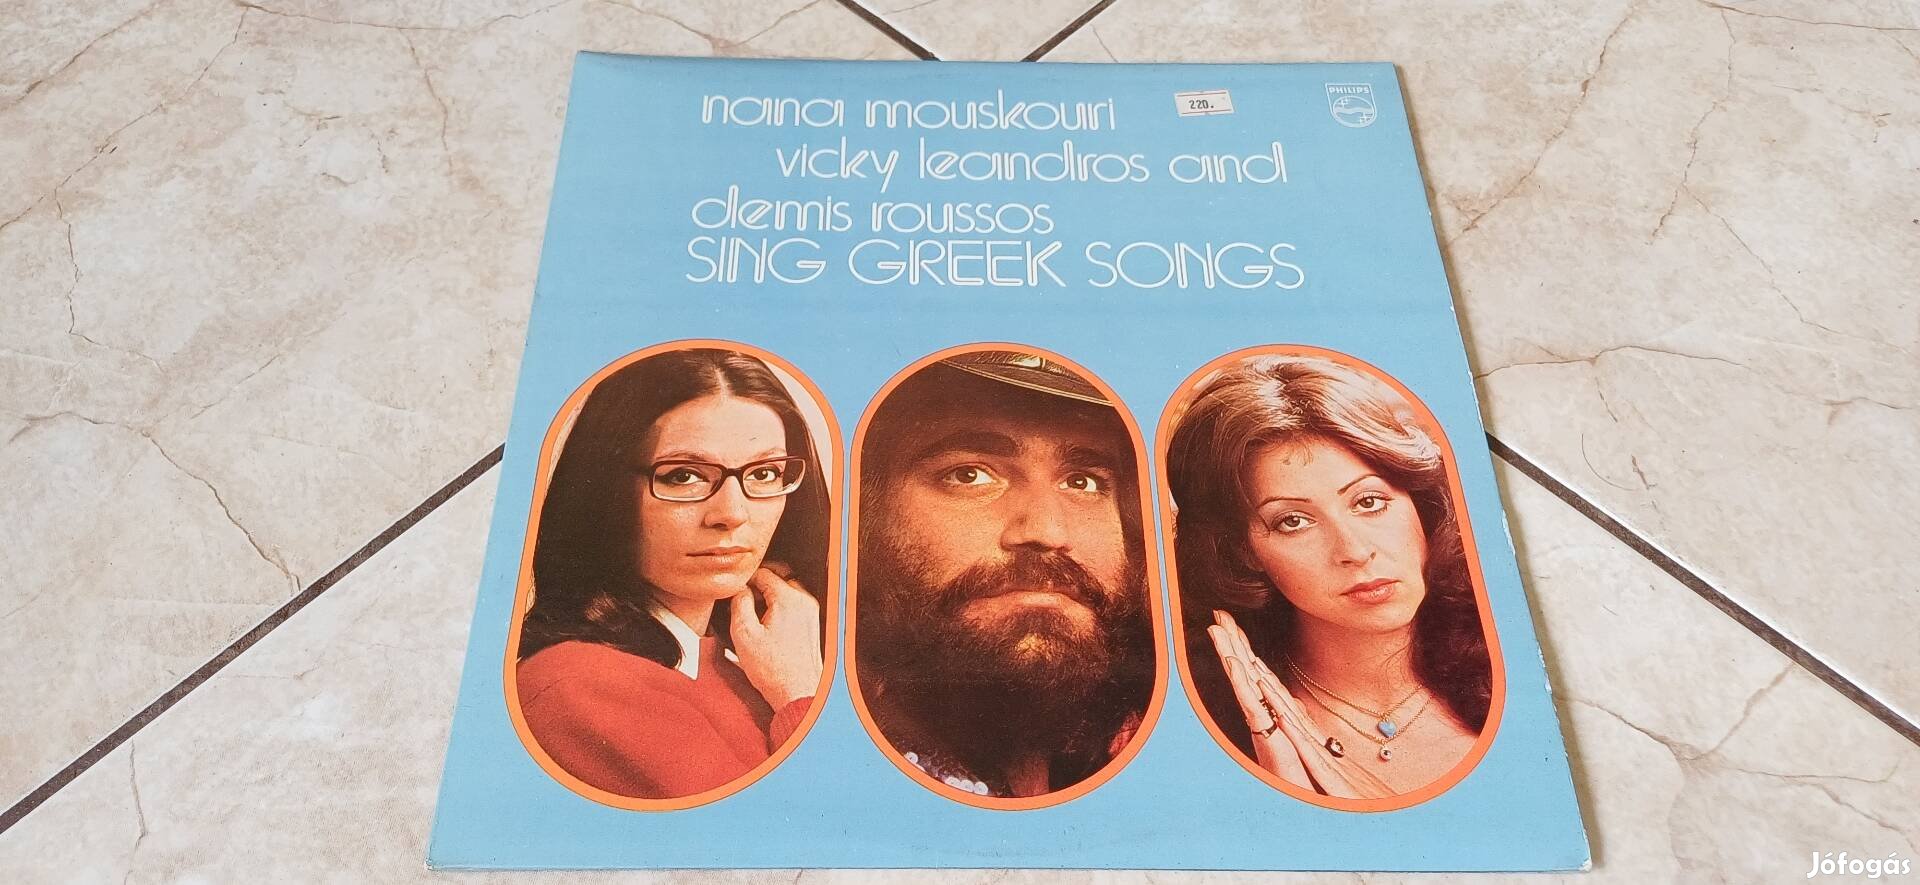 nana mouskouri
220.
PHILIPS
vicky leandros and
demis roussos
SING GREEK SONGS
Jófogás